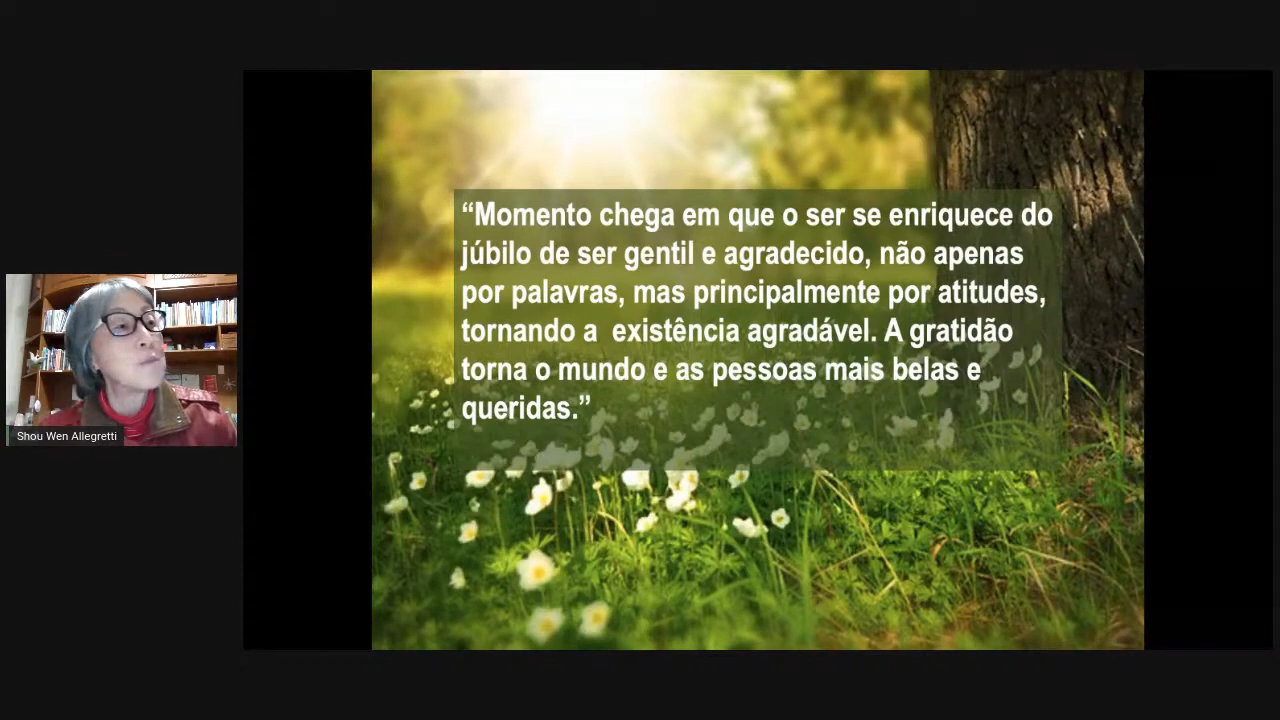 “Momento chega em que o ser se enriquece do
júbilo de ser gentil e agradecido, não apenas
por palavras, mas principalmente por atitudes,
tornando a  existência agradável. A gratidão
torna o mundo e as pessoas mais belas e
queridas.”
Shou Wen Allegretti